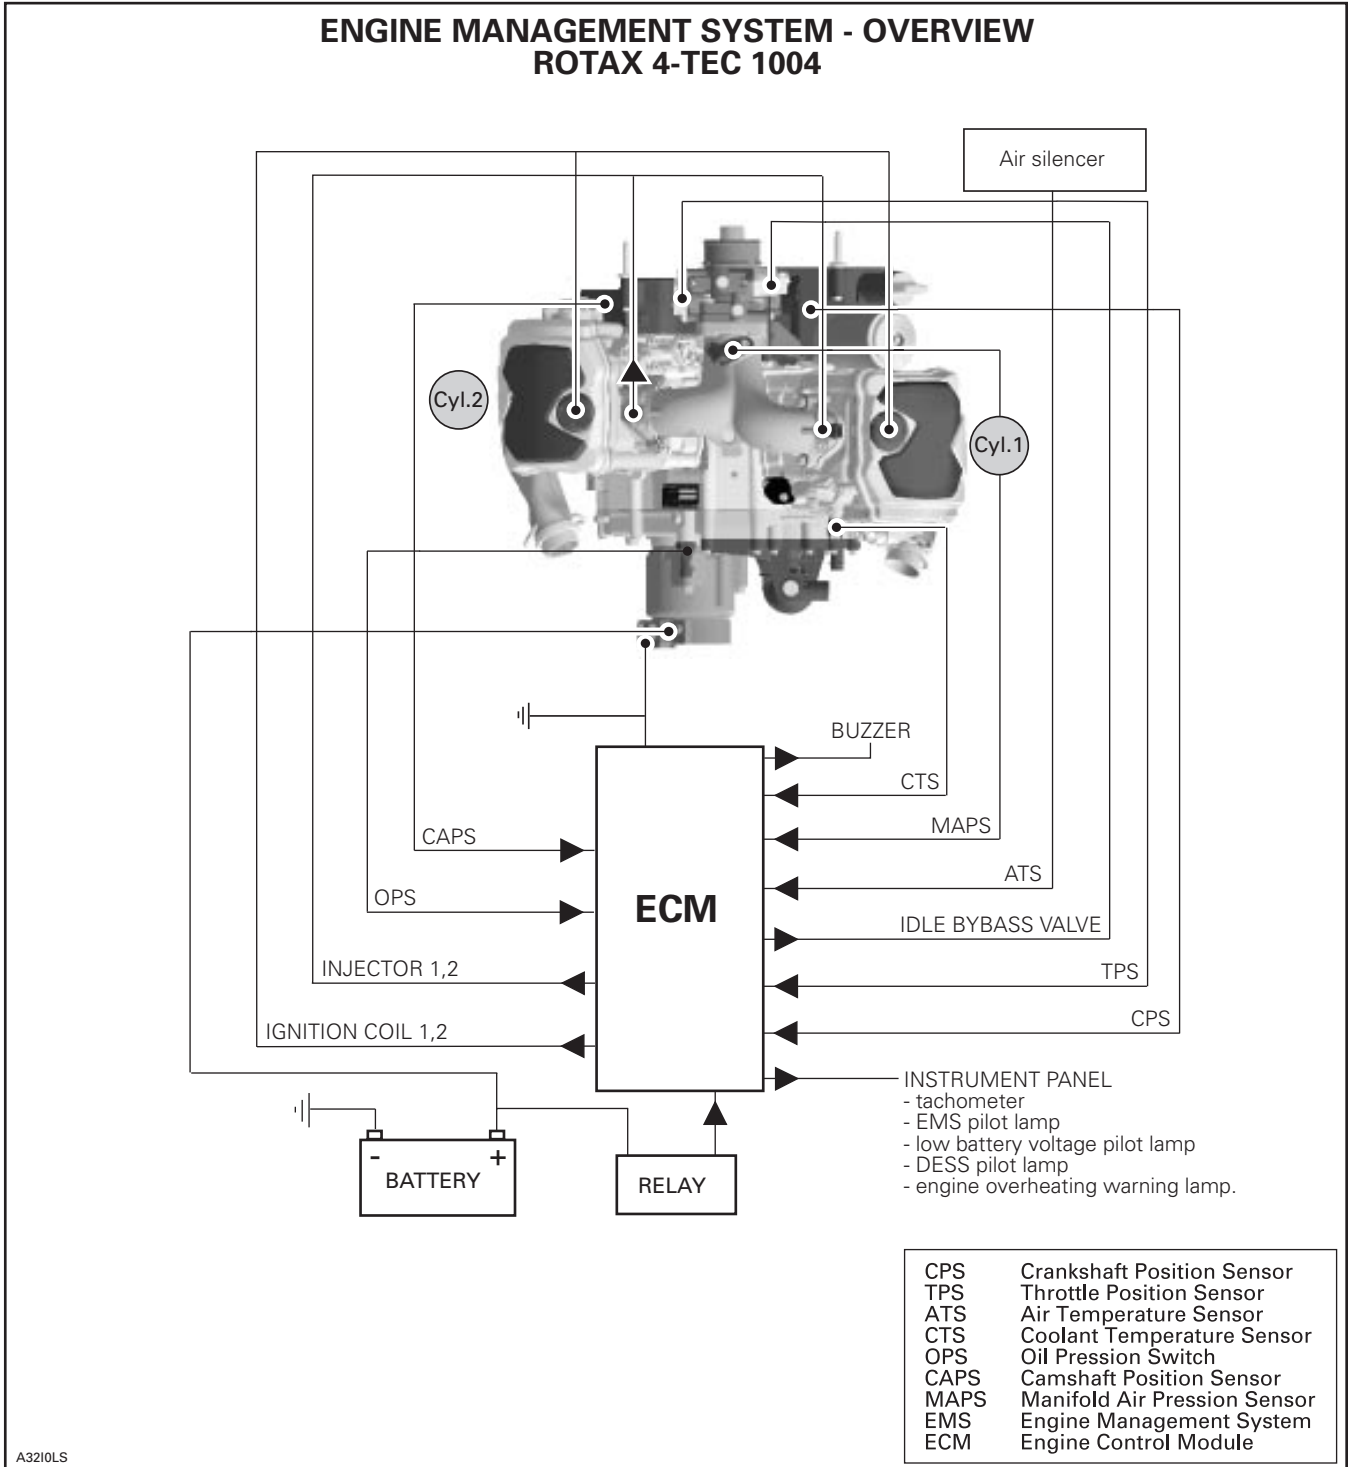 ENGINE MANAGEMENT SYSTEM - OVERVIEW
ROTAX 4-TEC 1004
Air silencer
Cyl.2
Cyl.1
BUZZER
CTS
MAPS
CAPS
ATS
OPS
ECM
IDLE BYBASS VALVE
INJECTOR 1,2
TPS
IGNITION COIL 1,2
CPS
INSTRUMENT PANEL
- tachometer
- EMS pilot lamp
- low battery voltage pilot lamp
- DESS pilot lamp
- engine overheating warning lamp.
- +
BATTERY
RELAY
CPS Crankshaft Position Sensor
TPS Throttle Position Sensor
ATS Air Temperature Sensor
CTS Coolant Temperature Sensor
OPS Oil Pression Switch
CAPS Camshaft Position Sensor
MAPS Manifold Air Pression Sensor
EMS Engine Management System
ECM Engine Control Module
A32I0LS